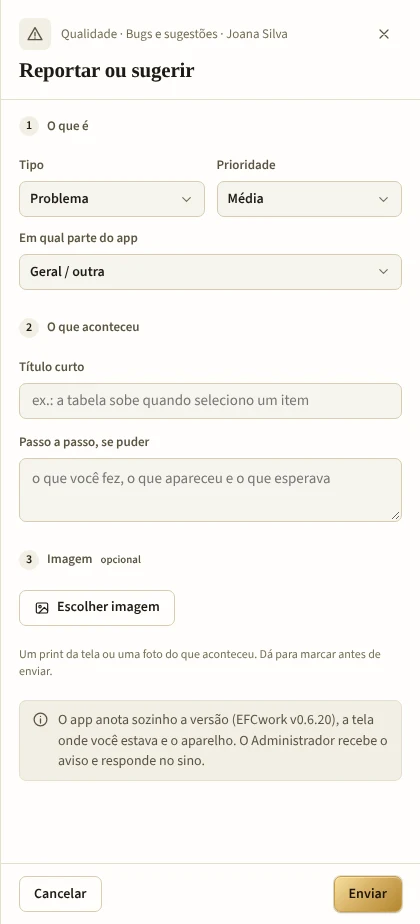 Qualidade · Bugs e sugestões · Joana Silva
Reportar ou sugerir
1 O que é
Tipo
Prioridade
Problema
Média
Em qual parte do app
Geral / outra
2 O que aconteceu
Título curto
ex.: a tabela sobe quando seleciono um item
Passo a passo, se puder
o que você fez, o que apareceu e o que esperava
3 Imagem opcional
Escolher imagem
Um print da tela ou uma foto do que aconteceu. Dá para marcar antes de
enviar.
O app anota sozinho a versão (EFCwork v0.6.20), a tela
onde você estava e o aparelho. O Administrador recebe o
aviso e responde no sino.
Cancelar
Enviar